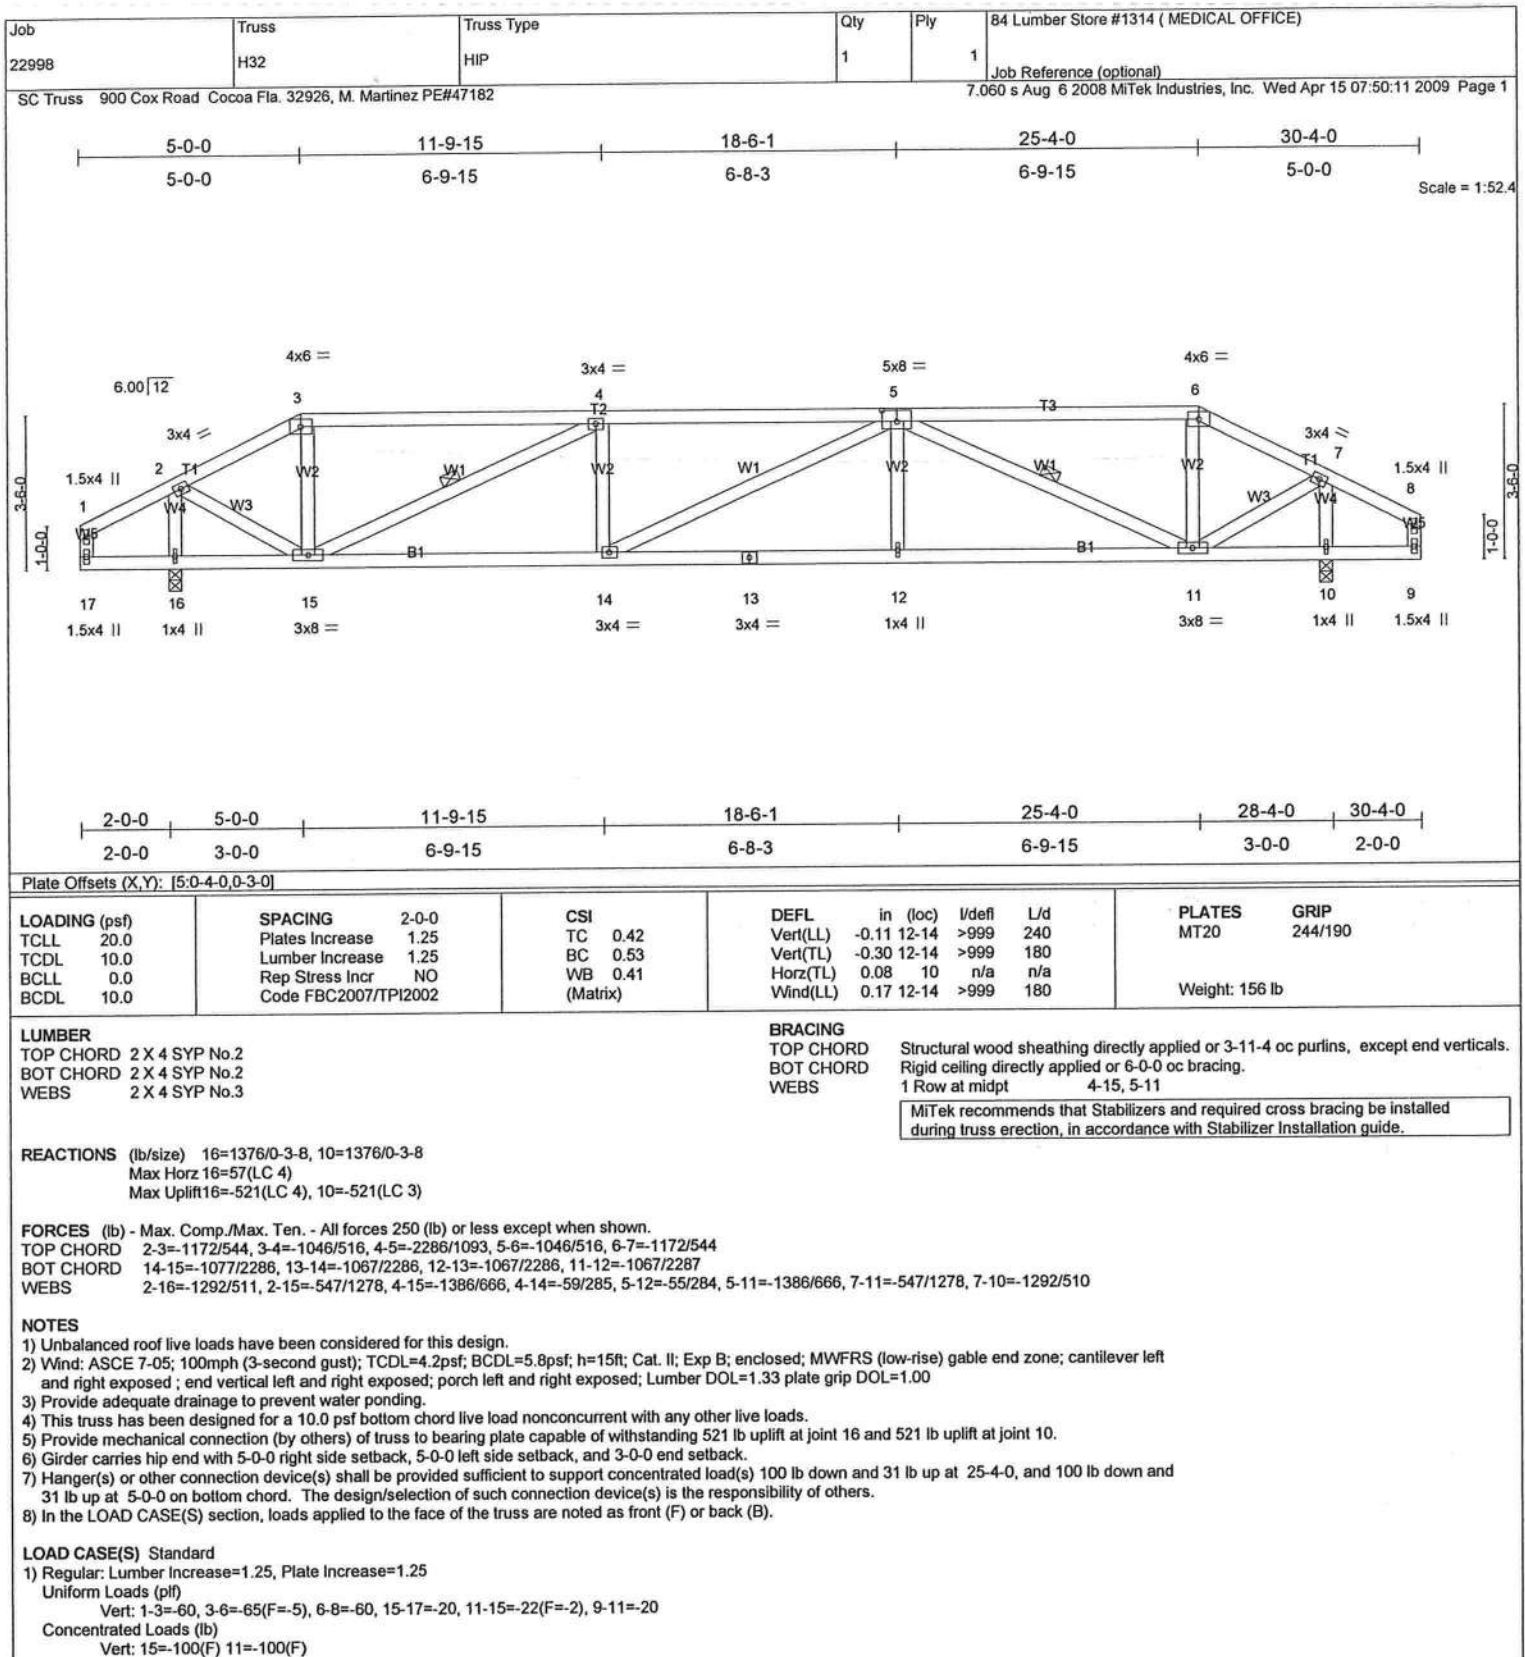 Job Truss Truss Type Qty Ply 84 Lumber Store #1314 ( MEDICAL OFFICE)
22998 H32 HIP 1 1
Job Reference (optional)
SC Truss 900 Cox Road Cocoa Fla. 32926, M. Martinez PE#47182 7.060 s Aug 6 2008 MiTek Industries, Inc. Wed Apr 15 07:50:11 2009 Page 1
5-0-0 11-9-15 18-6-1 25-4-0 30-4-0
5-0-0 6-9-15 6-8-3 6-9-15 5-0-0
Scale = 1:52.4
4x6 = 3x4 = 5x8 = 4x6 =
6.00 12
3 4 5 6
T2 T3
3x4 = 3x4 =
2 T1 W2 W1 W2 W1 W2 W1 W2 T1 7
1.5x4 || 1.5x4 ||
1 8
W4 W3 W3 W4
3-6-0 3-6-0
W5 W5
1-0-0 B1 B1 1-0-0
17 16 15 14 13 12 11 10 9
1.5x4 || 1x4 || 3x8 = 3x4 = 3x4 = 1x4 || 3x8 = 1x4 || 1.5x4 ||
2-0-0 5-0-0 11-9-15 18-6-1 25-4-0 28-4-0 30-4-0
2-0-0 3-0-0 6-9-15 6-8-3 6-9-15 3-0-0 2-0-0
Plate Offsets (X,Y): [5:0-4-0,0-3-0]
LOADING (psf) SPACING 2-0-0 CSI DEFL in (loc) l/defl L/d PLATES GRIP
TCLL 20.0 Plates Increase 1.25 TC 0.42 Vert(LL) -0.11 12-14 >999 240 MT20 244/190
TCDL 10.0 Lumber Increase 1.25 BC 0.53 Vert(TL) -0.30 12-14 >999 180
BCLL 0.0 Rep Stress Incr NO WB 0.41 Horz(TL) 0.08 10 n/a n/a
BCDL 10.0 Code FBC2007/TPI2002 (Matrix) Wind(LL) 0.17 12-14 >999 180 Weight: 156 lb
LUMBER
TOP CHORD 2 X 4 SYP No.2
BOT CHORD 2 X 4 SYP No.2
WEBS 2 X 4 SYP No.3
BRACING
TOP CHORD Structural wood sheathing directly applied or 3-11-4 oc purlins, except end verticals.
BOT CHORD Rigid ceiling directly applied or 6-0-0 oc bracing.
WEBS 1 Row at midpt 4-15, 5-11
MiTek recommends that Stabilizers and required cross bracing be installed
during truss erection, in accordance with Stabilizer Installation guide.
REACTIONS (lb/size) 16=1376/0-3-8, 10=1376/0-3-8
Max Horz 16=57(LC 4)
Max Uplift16=-521(LC 4), 10=-521(LC 3)
FORCES (lb) - Max. Comp./Max. Ten. - All forces 250 (lb) or less except when shown.
TOP CHORD 2-3=-1172/544, 3-4=-1046/516, 4-5=-2286/1093, 5-6=-1046/516, 6-7=-1172/544
BOT CHORD 14-15=-1077/2286, 13-14=-1067/2286, 12-13=-1067/2286, 11-12=-1067/2287
WEBS 2-16=-1292/511, 2-15=-547/1278, 4-15=-1386/666, 4-14=-59/285, 5-12=-55/284, 5-11=-1386/666, 7-11=-547/1278, 7-10=-1292/510
NOTES
1) Unbalanced roof live loads have been considered for this design.
2) Wind: ASCE 7-05; 100mph (3-second gust); TCDL=4.2psf; BCDL=5.8psf; h=15ft; Cat. II; Exp B; enclosed; MWFRS (low-rise) gable end zone; cantilever left
and right exposed ; end vertical left and right exposed; porch left and right exposed; Lumber DOL=1.33 plate grip DOL=1.00
3) Provide adequate drainage to prevent water ponding.
4) This truss has been designed for a 10.0 psf bottom chord live load nonconcurrent with any other live loads.
5) Provide mechanical connection (by others) of truss to bearing plate capable of withstanding 521 lb uplift at joint 16 and 521 lb uplift at joint 10.
6) Girder carries hip end with 5-0-0 right side setback, 5-0-0 left side setback, and 3-0-0 end setback.
7) Hanger(s) or other connection device(s) shall be provided sufficient to support concentrated load(s) 100 lb down and 31 lb up at 25-4-0, and 100 lb down and
31 lb up at 5-0-0 on bottom chord. The design/selection of such connection device(s) is the responsibility of others.
8) In the LOAD CASE(S) section, loads applied to the face of the truss are noted as front (F) or back (B).
LOAD CASE(S) Standard
1) Regular: Lumber Increase=1.25, Plate Increase=1.25
Uniform Loads (plf)
Vert: 1-3=-60, 3-6=-65(F=-5), 6-8=-60, 15-17=-20, 11-15=-22(F=-2), 9-11=-20
Concentrated Loads (lb)
Vert: 15=-100(F) 11=-100(F)